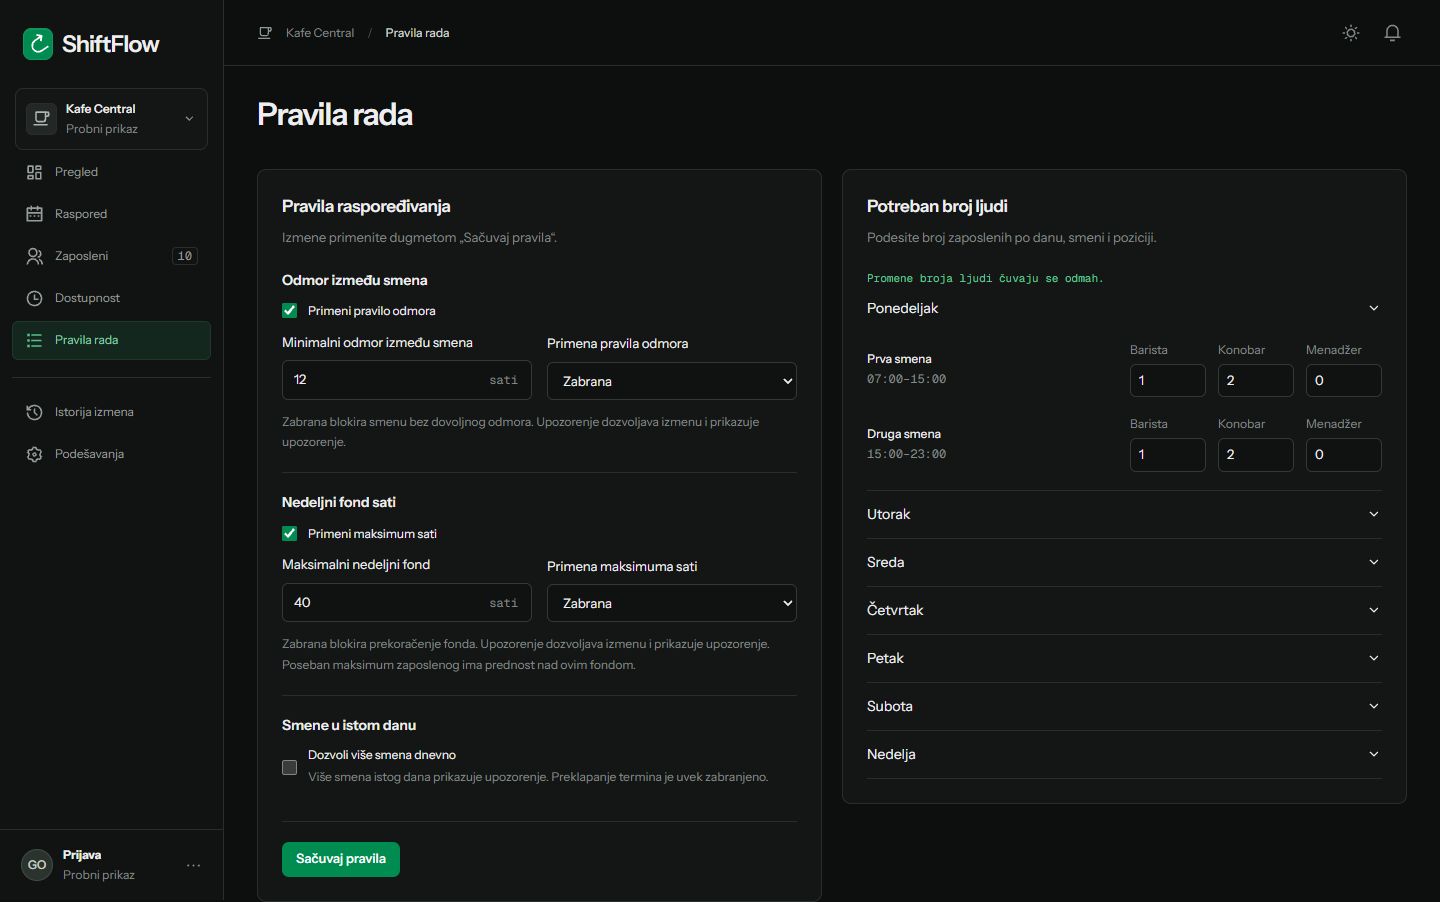 ShiftFlow
Kafe Central
Probni prikaz
Pregled
Raspored
Zaposleni 10
Dostupnost
Pravila rada
Istorija izmena
Podešavanja
GO
Prijava
Probni prikaz
Kafe Central / Pravila rada
Pravila rada
Pravila raspoređivanja
Izmene primenite dugmetom „Sačuvaj pravila“.
Odmor između smena
Primeni pravilo odmora
Minimalni odmor između smena
12 sati
Primena pravila odmora
Zabrana
Zabrana blokira smenu bez dovoljnog odmora. Upozorenje dozvoljava izmenu i prikazuje
upozorenje.
Nedeljni fond sati
Primeni maksimum sati
Maksimalni nedeljni fond
40 sati
Primena maksimuma sati
Zabrana
Zabrana blokira prekoračenje fonda. Upozorenje dozvoljava izmenu i prikazuje upozorenje.
Poseban maksimum zaposlenog ima prednost nad ovim fondom.
Smene u istom danu
Dozvoli više smena dnevno
Više smena istog dana prikazuje upozorenje. Preklapanje termina je uvek zabranjeno.
Sačuvaj pravila
Potreban broj ljudi
Podesite broj zaposlenih po danu, smeni i poziciji.
Promene broja ljudi čuvaju se odmah.
Ponedeljak
Prva smena
07:00–15:00
Barista Konobar Menadžer
1 2 0
Druga smena
15:00–23:00
Barista Konobar Menadžer
1 2 0
Utorak
Sreda
Četvrtak
Petak
Subota
Nedelja